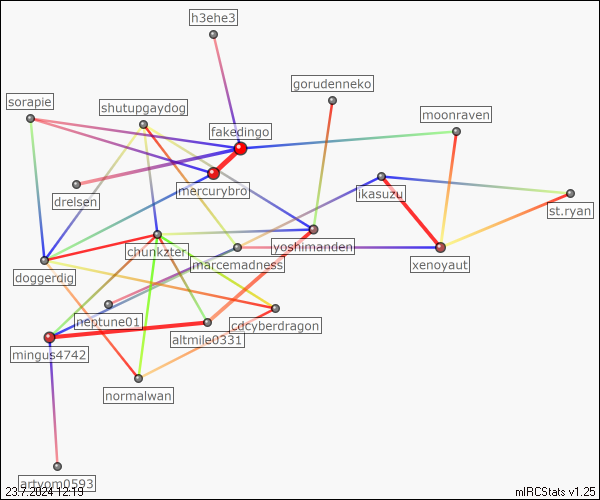 h3ehe3
gorudenneko
sorapie
shutupgaydog
moonraven
fakedingo
mercurybro
ikasuzu
drelsen
st.ryan
chunkzter
yoshimanden
marcemadness
xenoyaut
doggerdig
neptune01
cdcyberdragon
altmile0331
mingus4742
normalwan
artyom0593
23.7.2024 12:19
mIRCStats v1.25